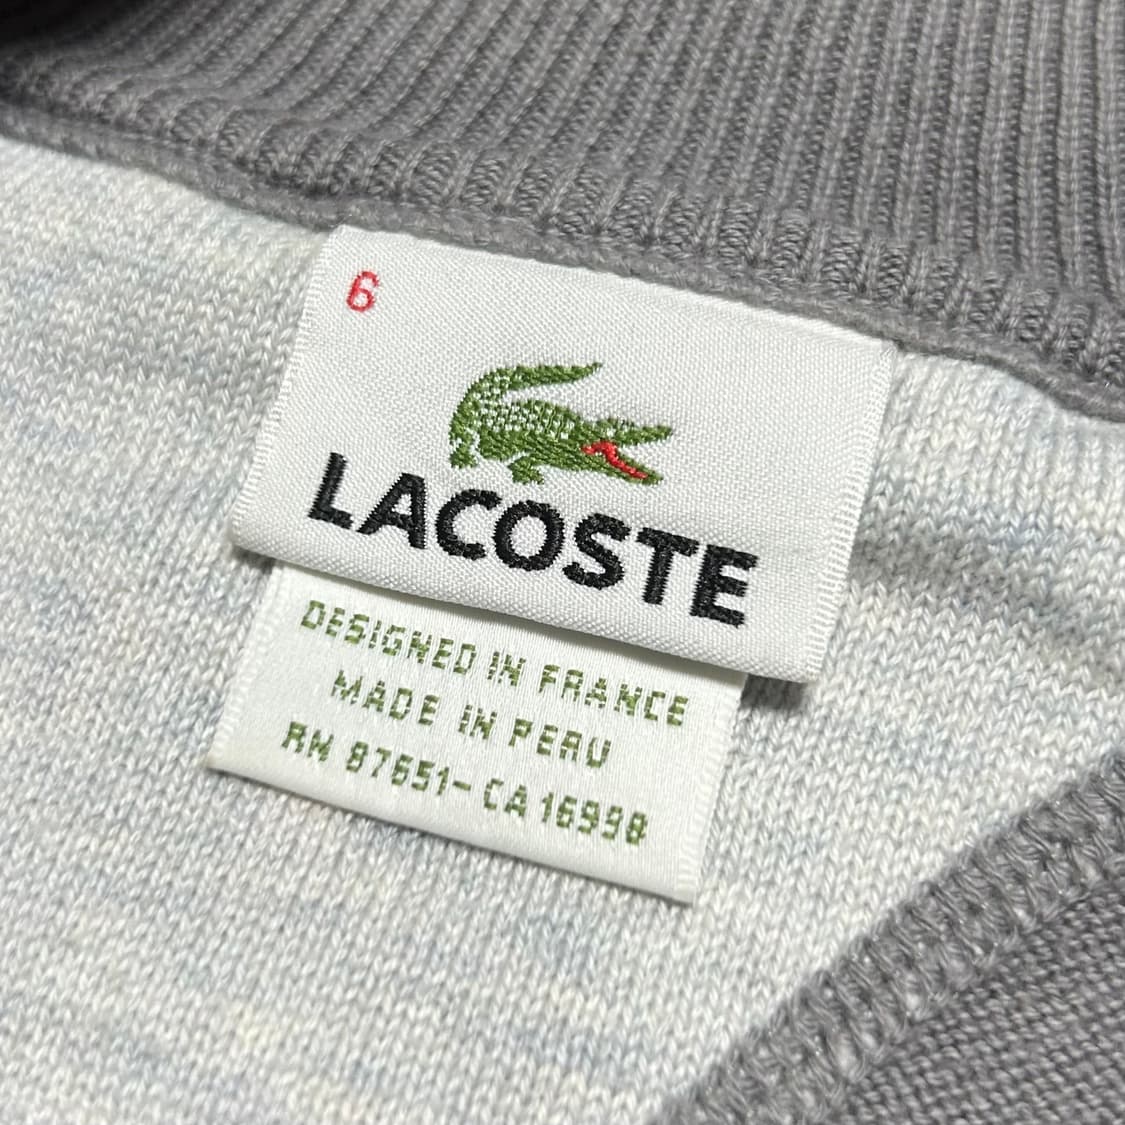 6
LACOSTE
DESIGNED IN FRANCE
MADE IN PERU
RN 87651-CA 16998